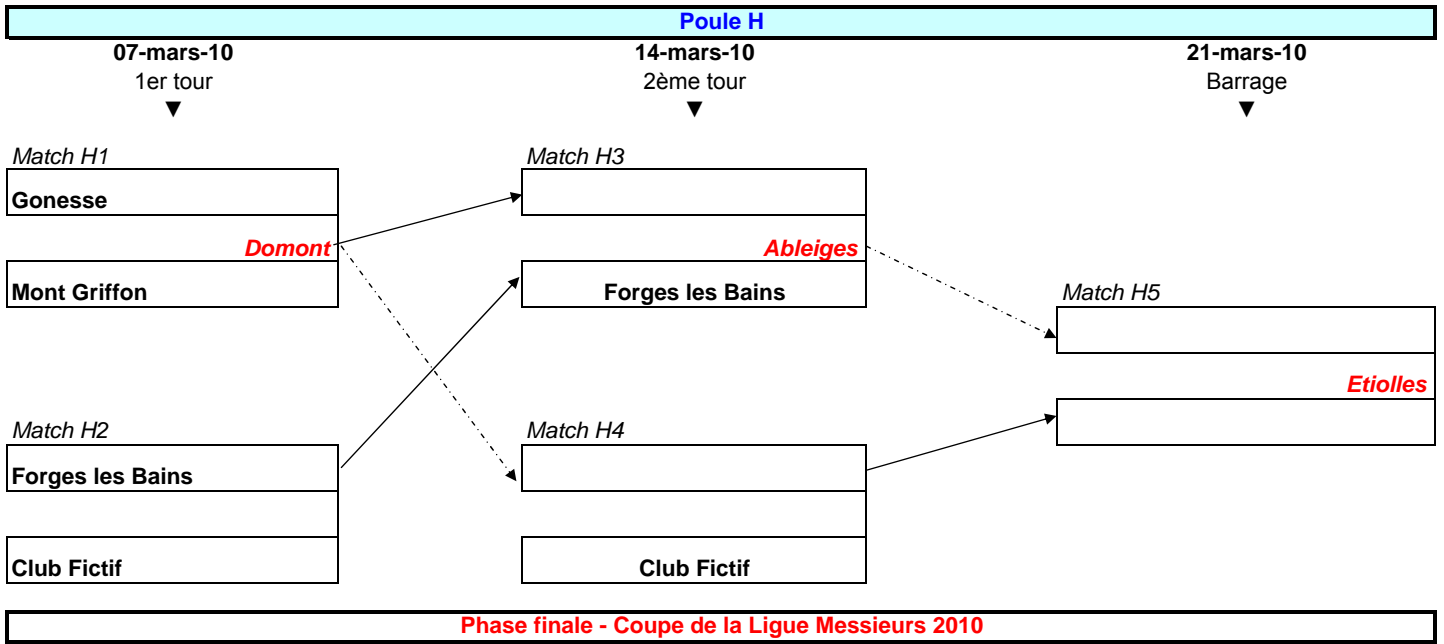 Poule H
07-mars-10
14-mars-10
21-mars-10
1er tour
2ème tour
Barrage
Match H1
Match H3
Gonesse
Domont
Ableiges
Mont Griffon
Forges les Bains
Match H5
Etiolles
Match H2
Match H4
Forges les Bains
Club Fictif
Club Fictif
Phase finale - Coupe de la Ligue Messieurs 2010